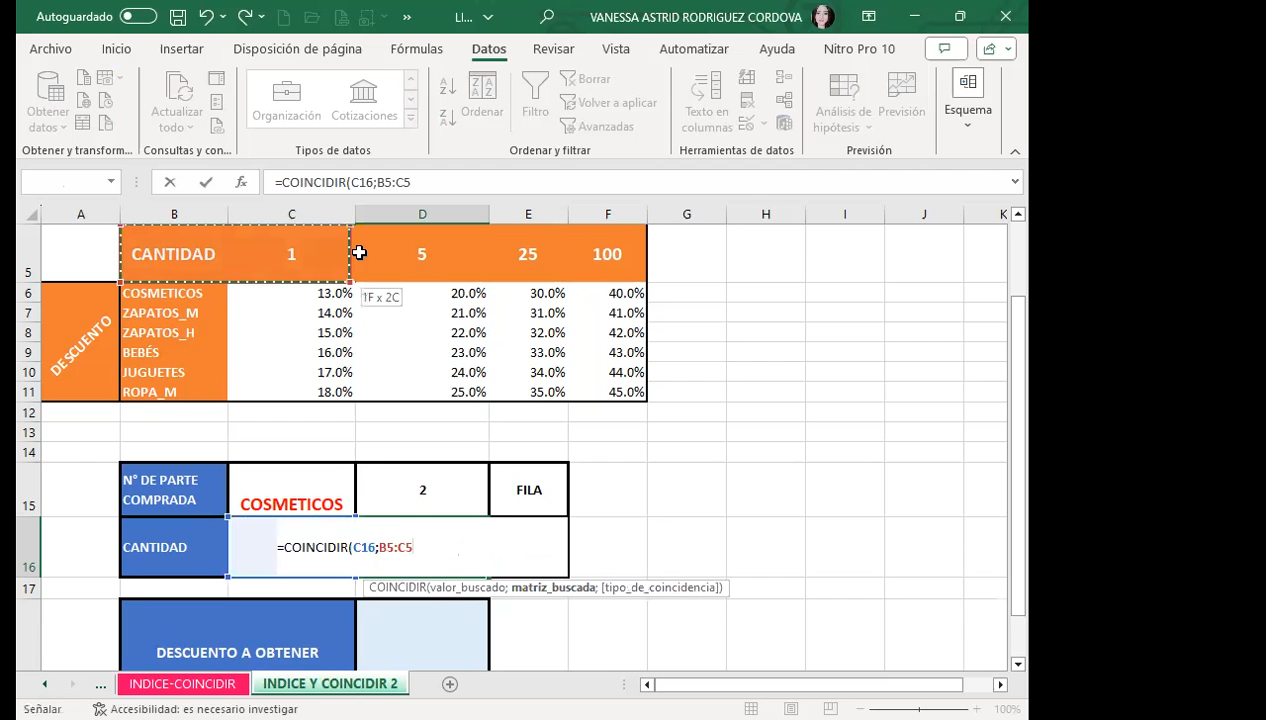 Autoguardado LI... VANESSA ASTRID RODRIGUEZ CORDOVA
Archivo Inicio Insertar Disposición de página Fórmulas Datos Revisar Vista Automatizar Ayuda Nitro Pro 10
Obtener datos Actualizar todo Organización Cotizaciones Ordenar Filtro Borrar Volver a aplicar Avanzadas Texto en columnas Análisis de hipótesis Previsión Esquema
Obtener y transform... Consultas y con... Tipos de datos Ordenar y filtrar Herramientas de datos Previsión
=COINCIDIR(C16;B5:C5
A B C D E F G H I J K
5 CANTIDAD 1 5 25 100
1F x 2C
DESCUENTO
6 COSMETICOS 13.0% 20.0% 30.0% 40.0%
7 ZAPATOS_M 14.0% 21.0% 31.0% 41.0%
8 ZAPATOS_H 15.0% 22.0% 32.0% 42.0%
9 BEBÉS 16.0% 23.0% 33.0% 43.0%
10 JUGUETES 17.0% 24.0% 34.0% 44.0%
11 ROPA_M 18.0% 25.0% 35.0% 45.0%
12
13
14
15 N° DE PARTE COMPRADA COSMETICOS 2 FILA
16 CANTIDAD =COINCIDIR(C16;B5:C5
17 COINCIDIR(valor_buscado; matriz_buscada; [tipo_de_coincidencia])
DESCUENTO A OBTENER
... INDICE-COINCIDIR INDICE Y COINCIDIR 2
Señalar Accesibilidad: es necesario investigar 100%